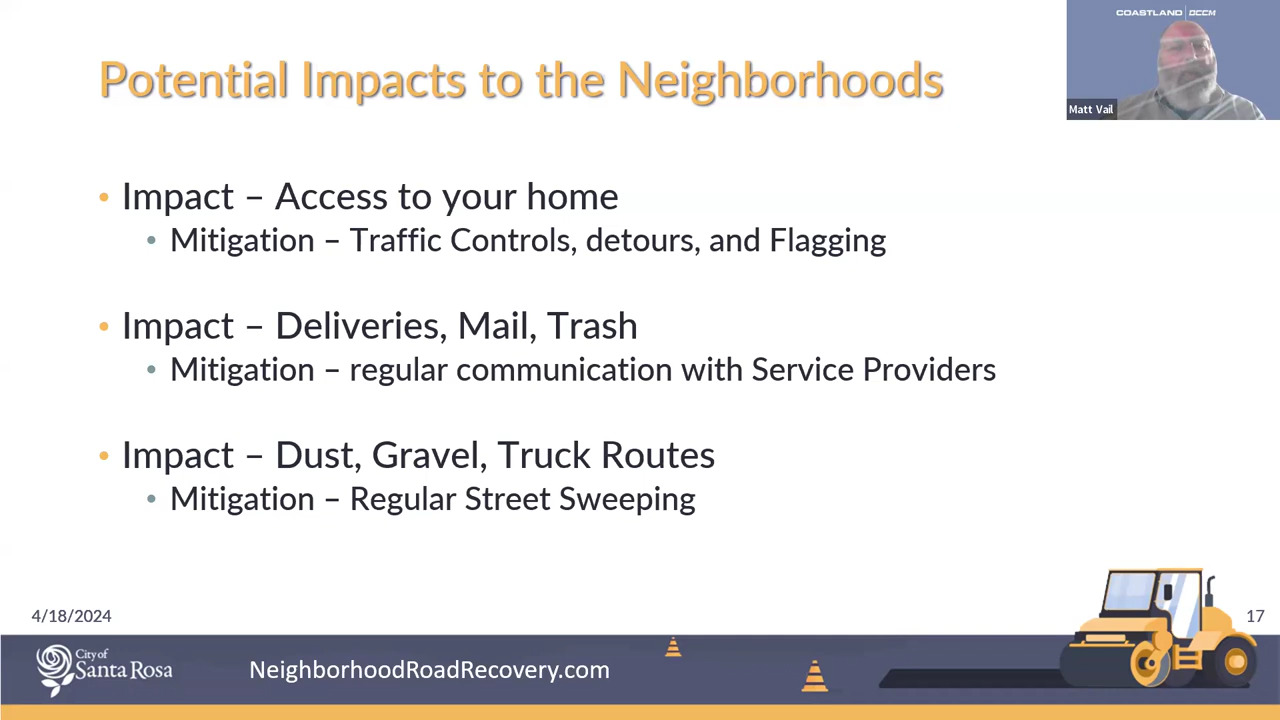 COASTLAND DCCM
Matt Vail
Potential Impacts to the Neighborhoods
• Impact – Access to your home
• Mitigation – Traffic Controls, detours, and Flagging
• Impact – Deliveries, Mail, Trash
• Mitigation – regular communication with Service Providers
• Impact – Dust, Gravel, Truck Routes
• Mitigation – Regular Street Sweeping
4/18/2024
17
City of
Santa Rosa
NeighborhoodRoadRecovery.com